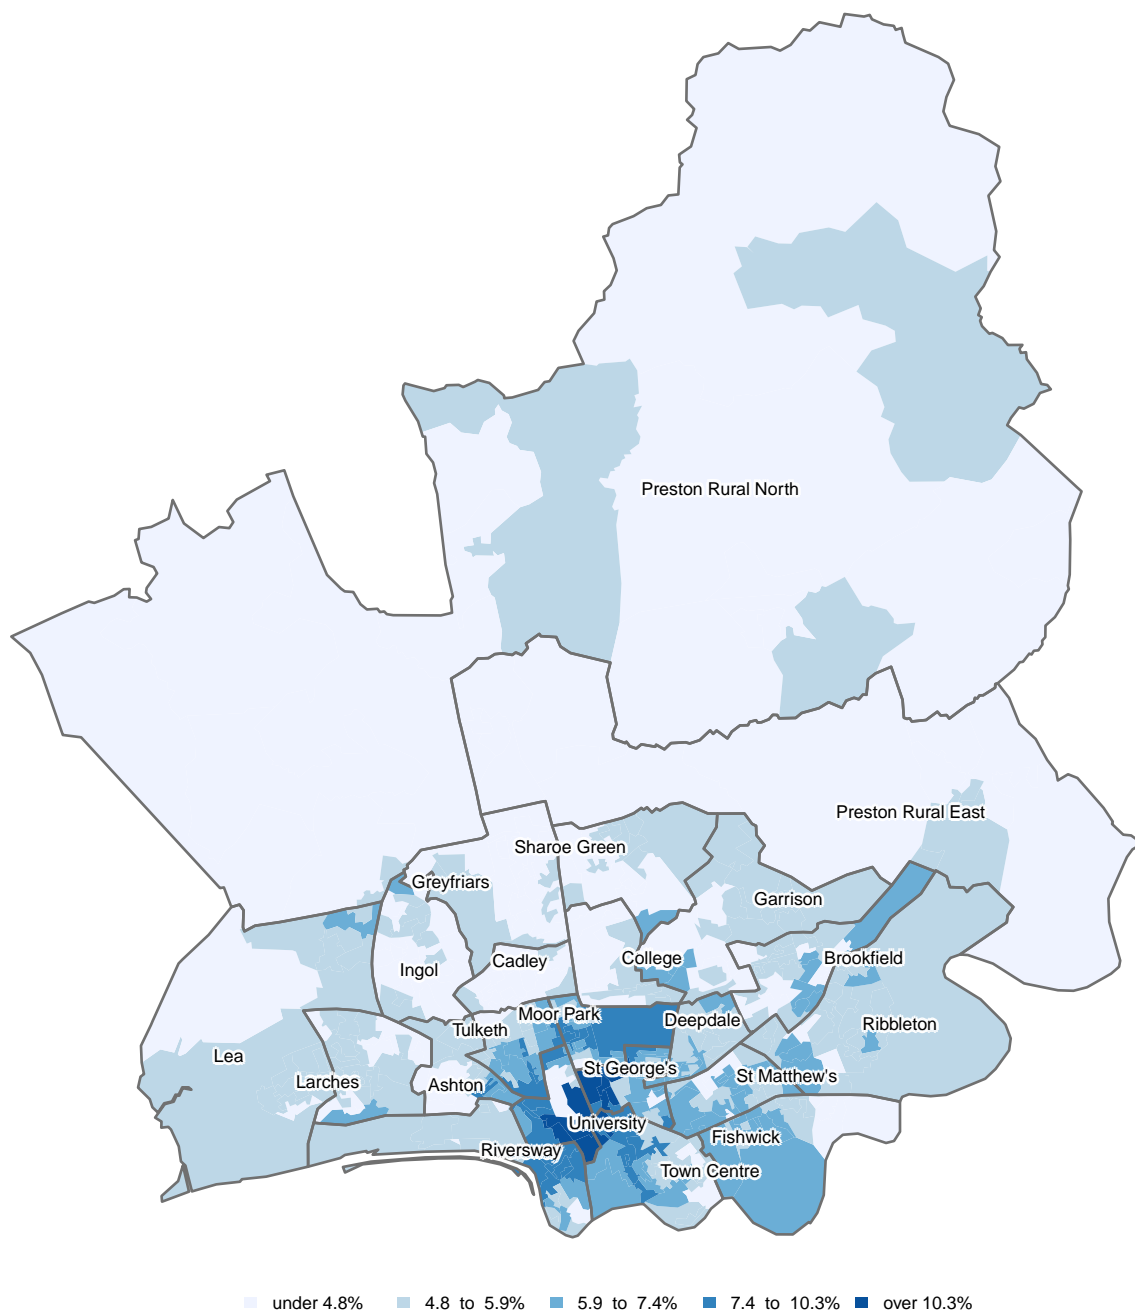 Preston Rural North
Preston Rural East
Sharoe Green
Greyfriars
Garrison
Ingol
Cadley
College
Brookfield
Moor Park
Deepdale
Tulketh
Ribbleton
Lea
Larches
Ashton
St George's
St Matthew's
University
Fishwick
Riversway
Town Centre
under 4.8% 4.8 to 5.9% 5.9 to 7.4% 7.4 to 10.3% over 10.3%